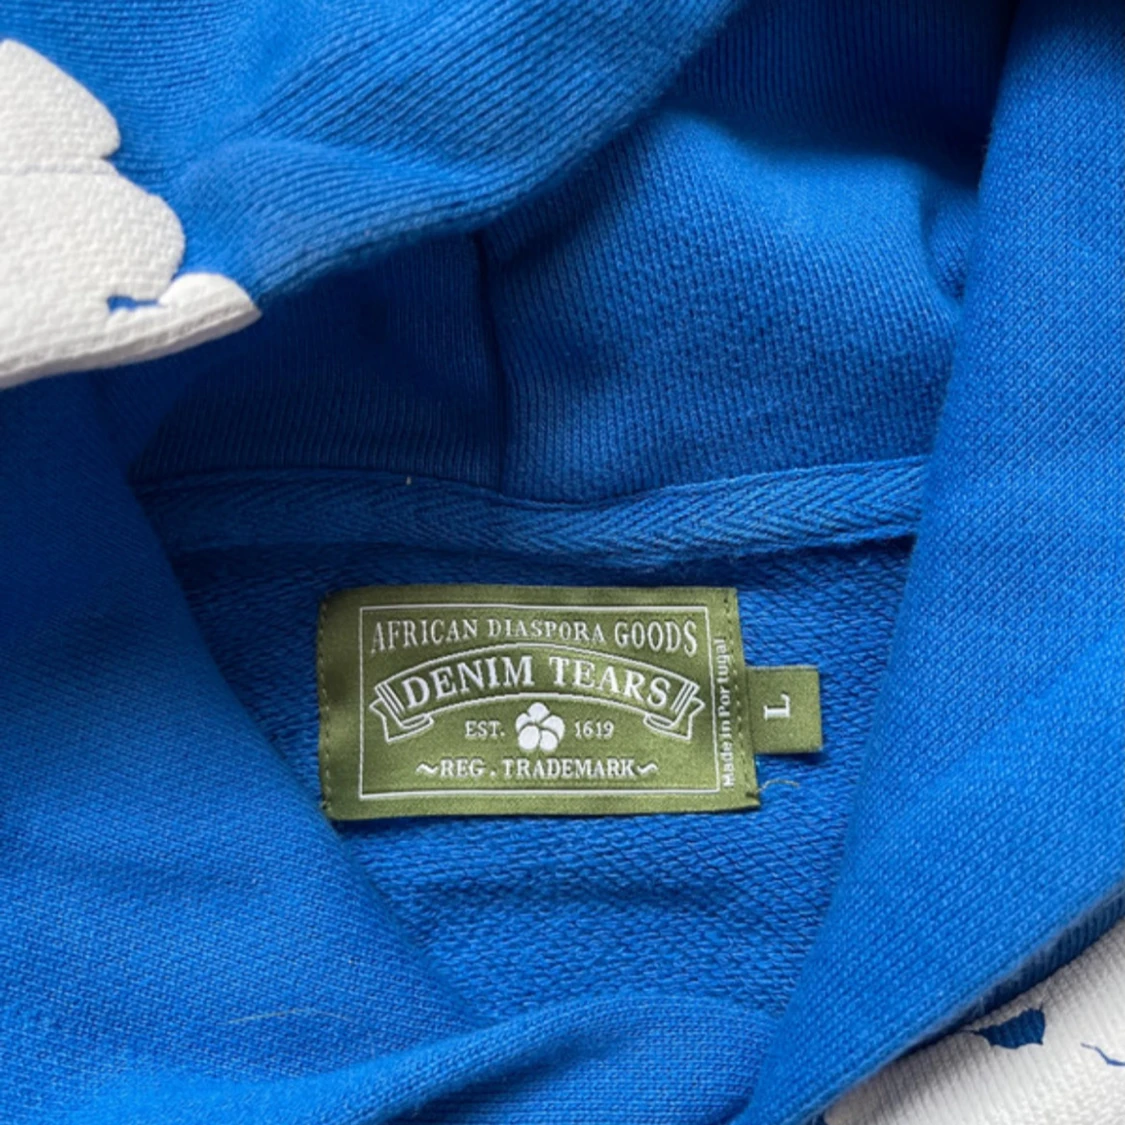 AFRICAN DIASPORA GOODS
DENIM TEARS
EST. 1619
~REG. TRADEMARK~
Made in Portugal
L